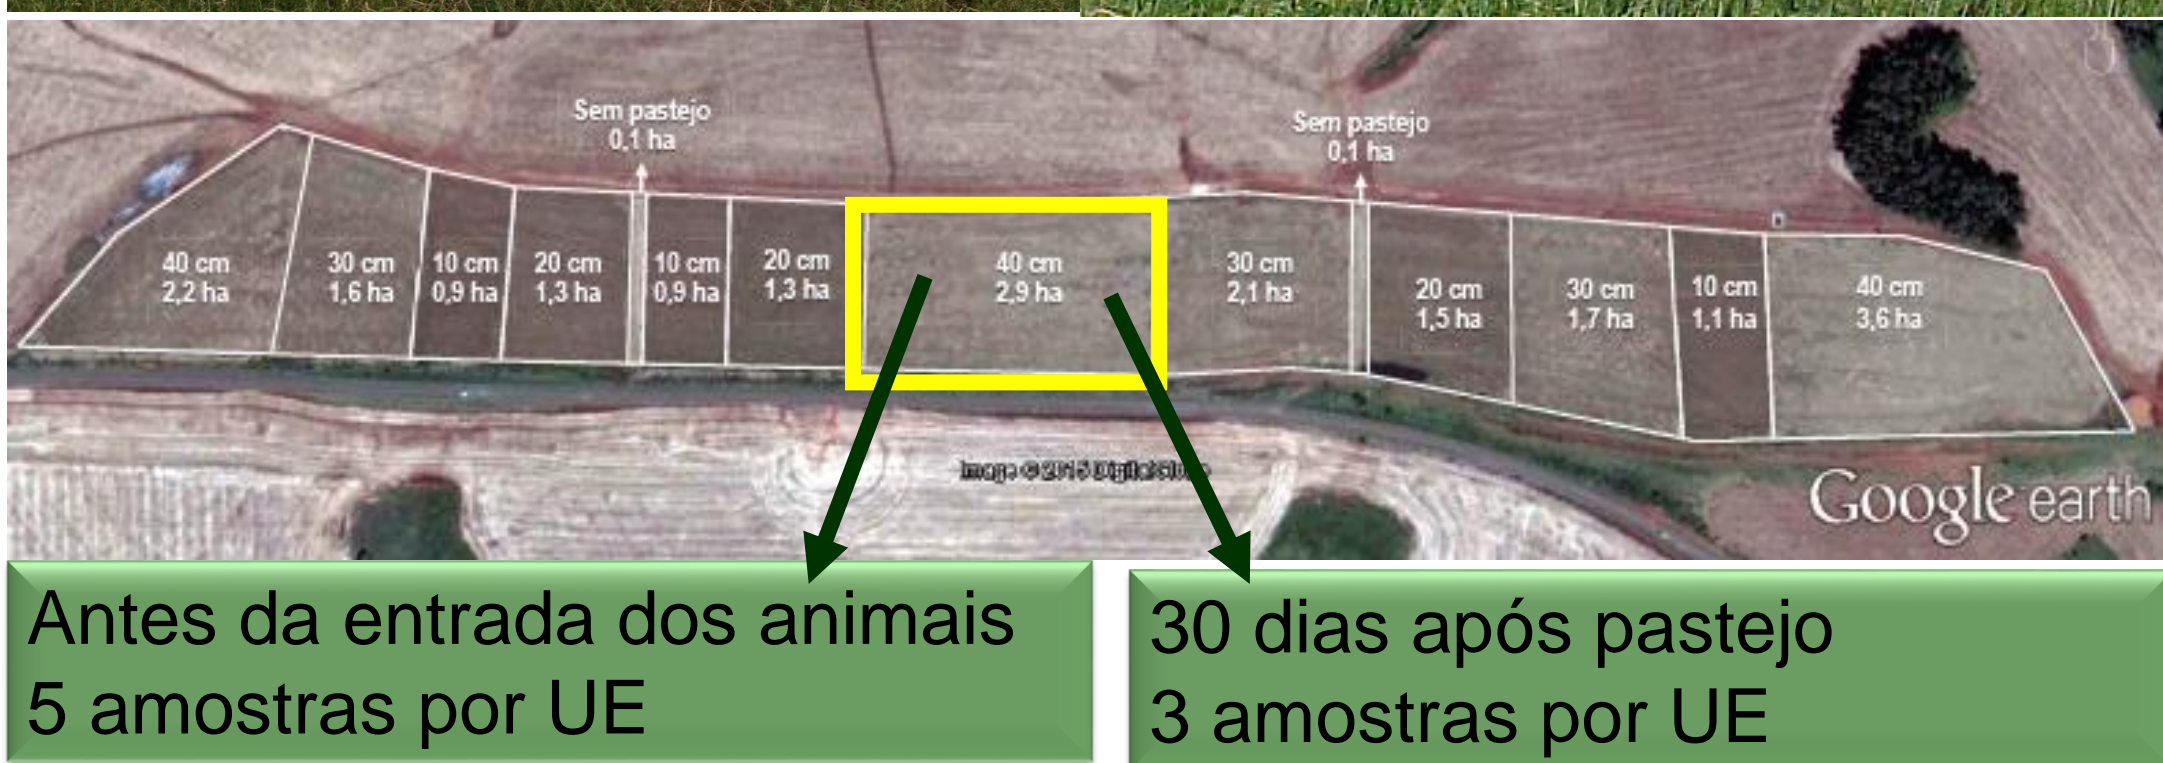 Sem pastejo
0,1 ha
Sem pastejo
0,1 ha
40 cm
2,2 ha
30 cm
1,6 ha
10 cm
0,9 ha
20 cm
1,3 ha
10 cm
0,9 ha
20 cm
1,3 ha
40 cm
2,9 ha
30 cm
2,1 ha
20 cm
1,5 ha
30 cm
1,7 ha
10 cm
1,1 ha
40 cm
3,6 ha
Image © 2015 DigitalGlobe
Google earth
Antes da entrada dos animais
5 amostras por UE
30 dias após pastejo
3 amostras por UE